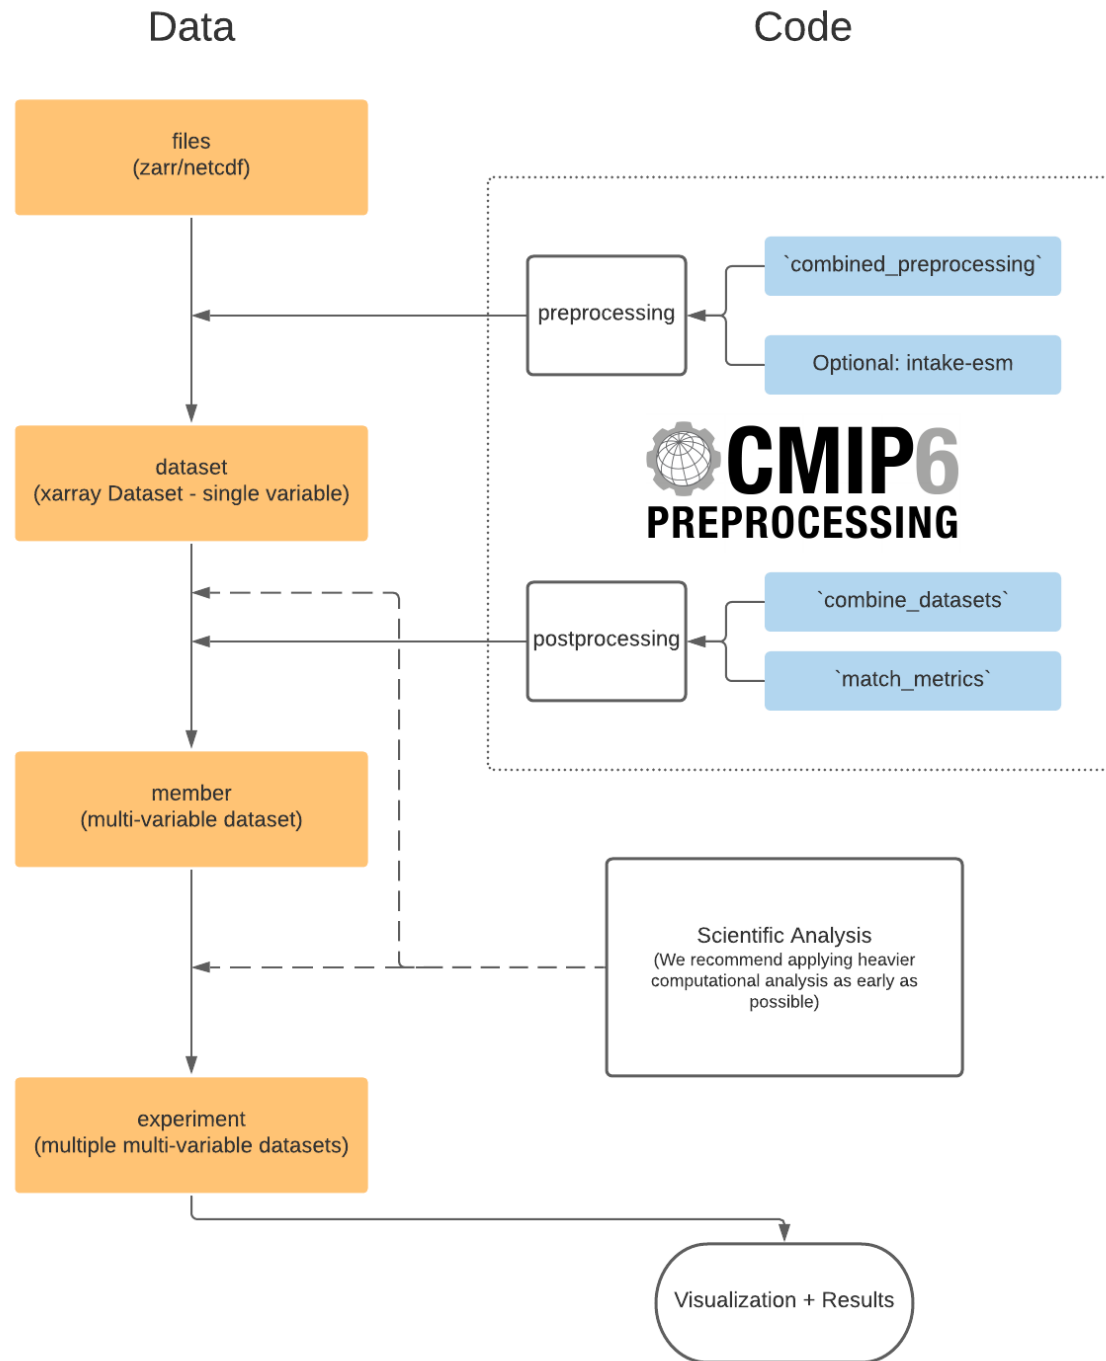 Data
Code
files
(zarr/netcdf)
`combined_preprocessing`
preprocessing
Optional: intake-esm
CMIP6
PREPROCESSING
dataset
(xarray Dataset - single variable)
`combine_datasets`
postprocessing
`match_metrics`
member
(multi-variable dataset)
Scientific Analysis
(We recommend applying heavier
computational analysis as early as
possible)
experiment
(multiple multi-variable datasets)
Visualization + Results